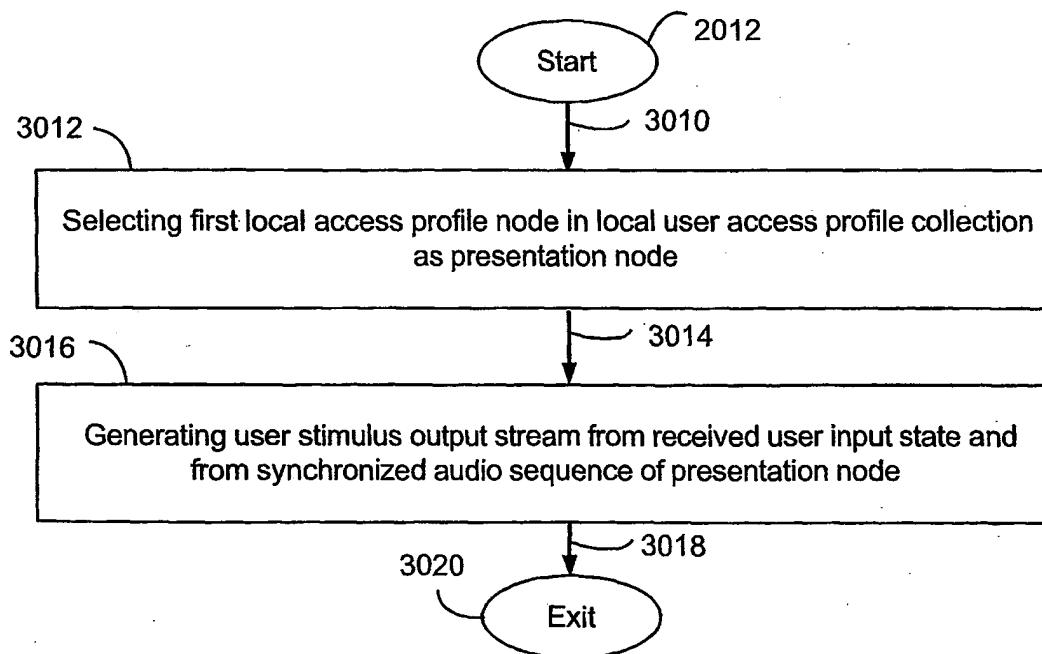 2012
Start
3010
3012
Selecting first local access profile node in local user access profile collection
as presentation node
3014
3016
Generating user stimulus output stream from received user input state and
from synchronized audio sequence of presentation node
3018
3020
Exit